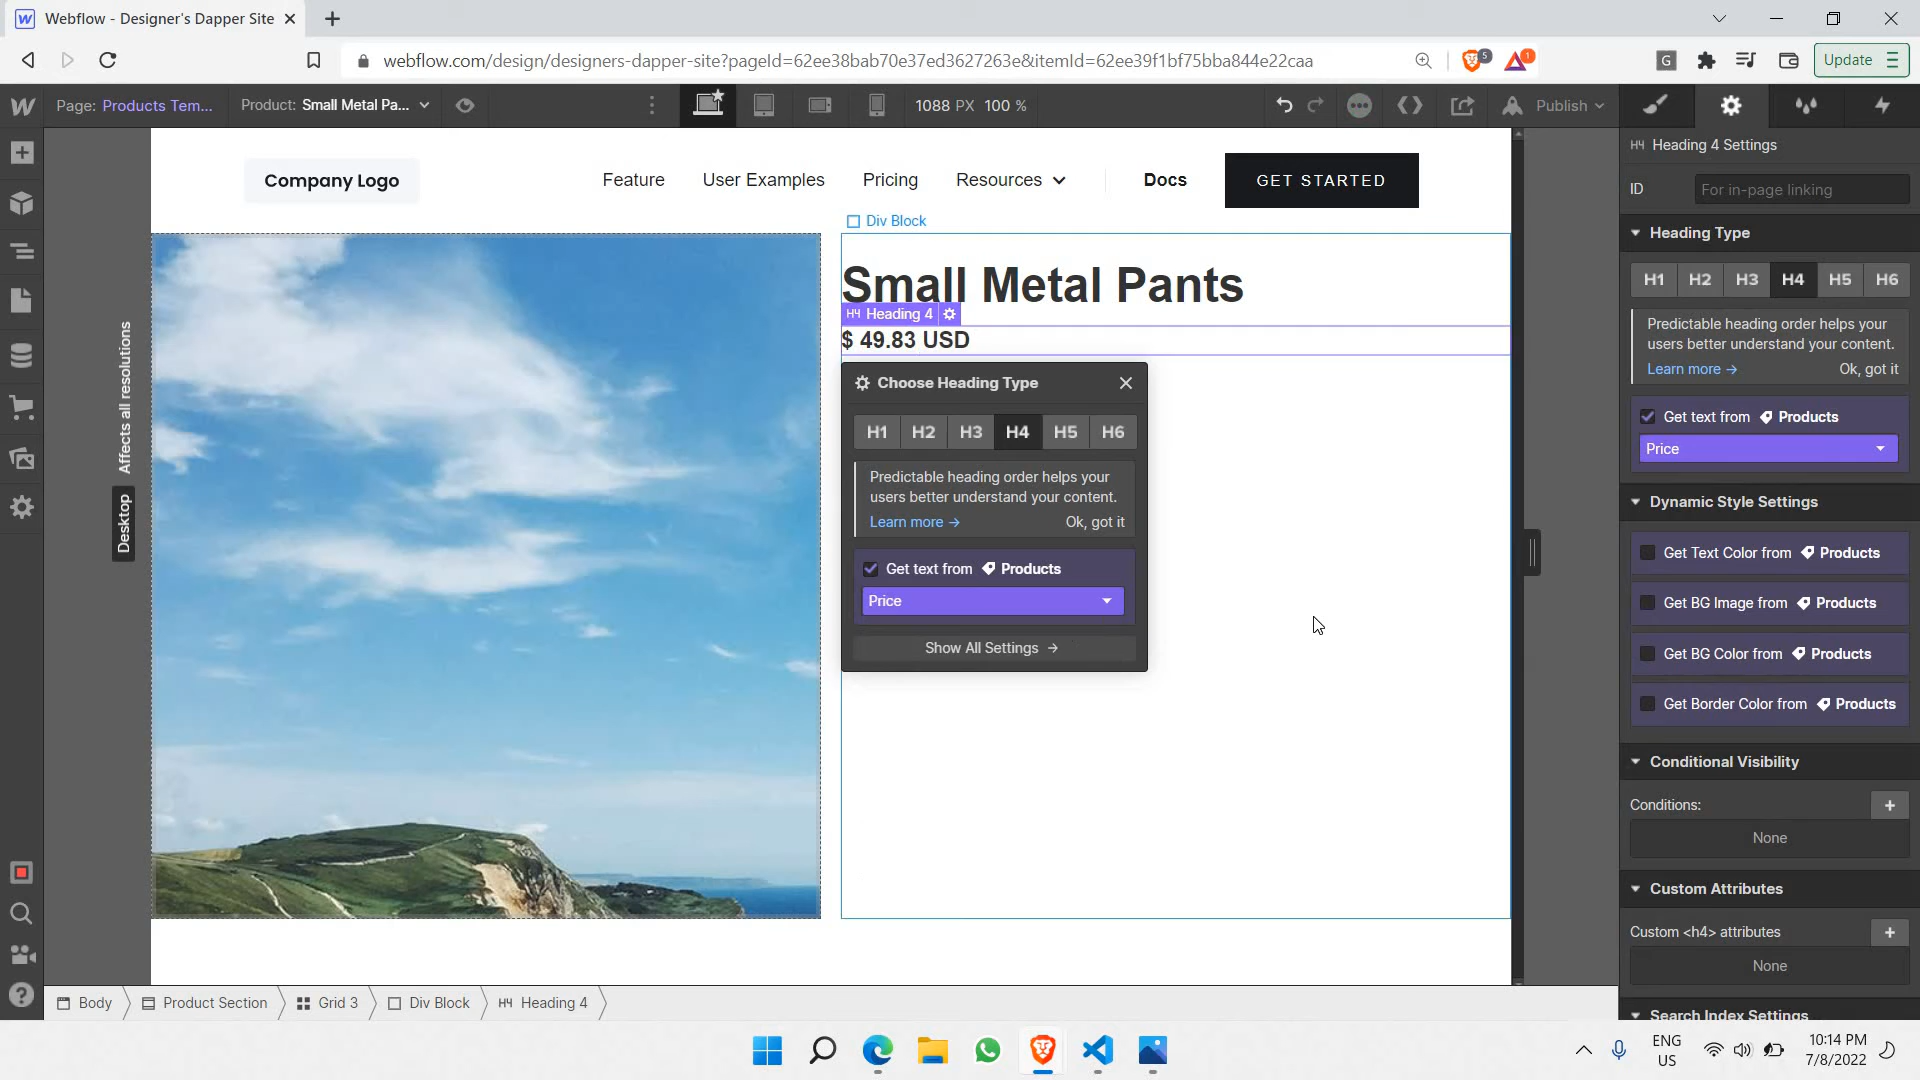 Webflow - Designer's Dapper Site
webflow.com/design/designers-dapper-site?pageId=62ee38bab70e37ed3627263e&itemId=62ee39f1bf75bba844e22caa
5
1
G
Update
W
Page: Products Tem...
Product: Small Metal Pa...
1088 PX 100 %
Publish
Company Logo
Feature
User Examples
Pricing
Resources
Docs
GET STARTED
Div Block
Small Metal Pants
H4 Heading 4
$ 49.83 USD
Choose Heading Type
H1 H2 H3 H4 H5 H6
Predictable heading order helps your
users better understand your content.
Learn more →
Ok, got it
Get text from Products
Price
Show All Settings →
Affects all resolutions
Desktop
H4 Heading 4 Settings
ID
For in-page linking
Heading Type
H1 H2 H3 H4 H5 H6
Predictable heading order helps your
users better understand your content.
Learn more →
Ok, got it
Get text from Products
Price
Dynamic Style Settings
Get Text Color from Products
Get BG Image from Products
Get BG Color from Products
Get Border Color from Products
Conditional Visibility
Conditions:
None
Custom Attributes
Custom <h4> attributes
None
Search Index Settings
Body
Product Section
Grid 3
Div Block
H4 Heading 4
ENG
US
10:14 PM
7/8/2022